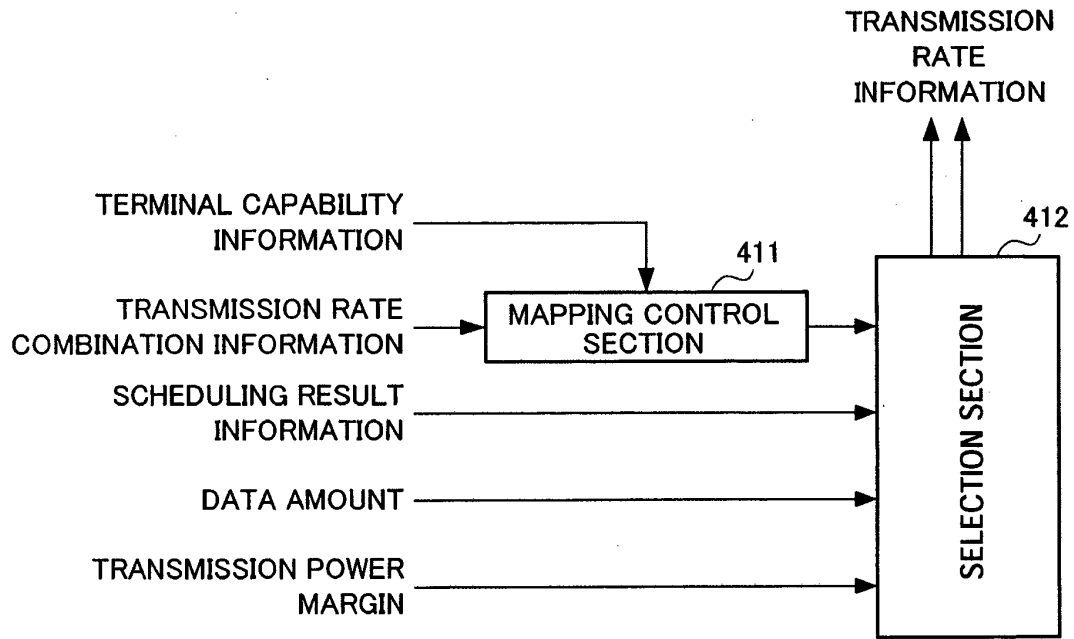 TRANSMISSION
RATE
INFORMATION
TERMINAL CAPABILITY
INFORMATION
411
412
TRANSMISSION RATE
COMBINATION INFORMATION
MAPPING CONTROL
SECTION
SCHEDULING RESULT
INFORMATION
DATA AMOUNT
TRANSMISSION POWER
MARGIN
SELECTION SECTION